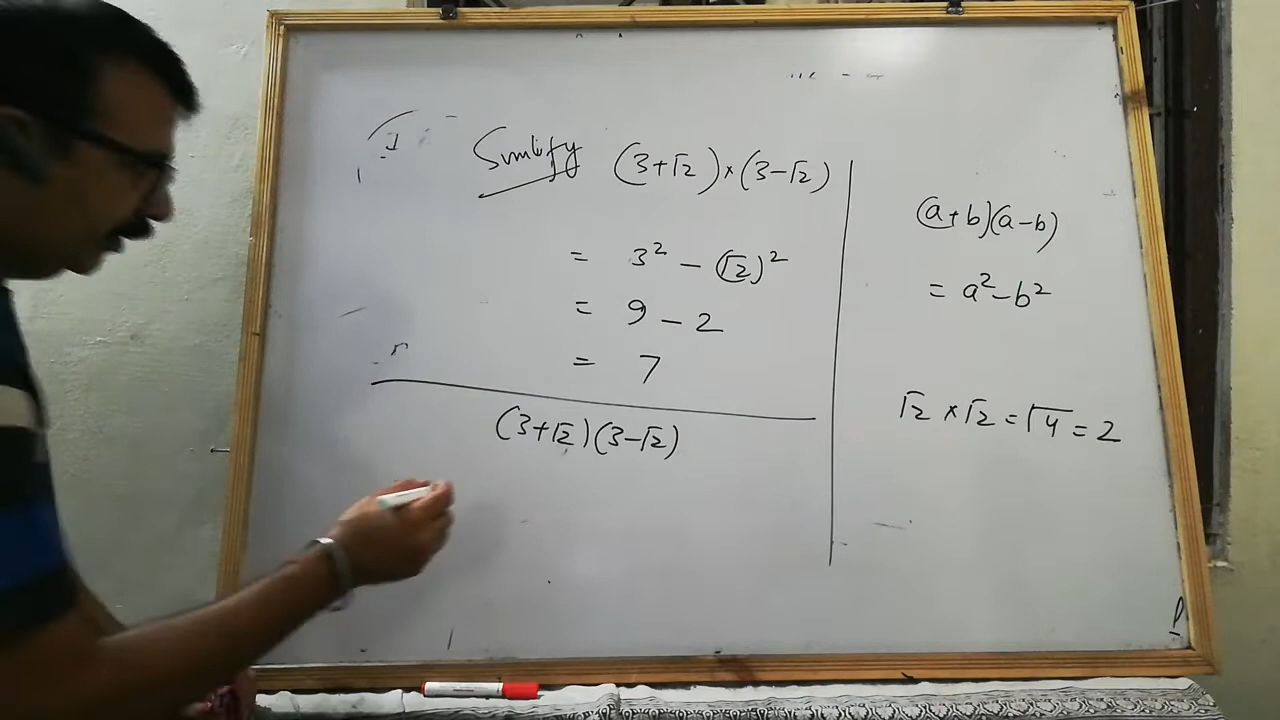 Simlify (3+√2)×(3-√2)
= 3² - (√2)²
= 9 - 2
= 7
(3+√2)(3-√2)
(a+b)(a-b)
= a²-b²
√2 × √2 = √4 = 2